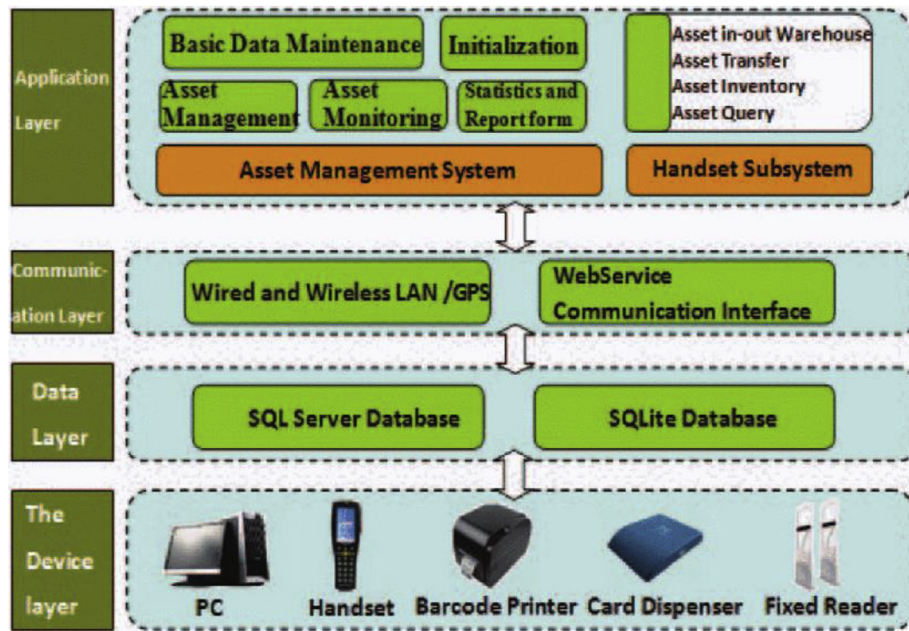 Application
Layer
Basic Data Maintenance
Initialization
Asset
Management
Asset
Monitoring
Statistics and
Report form
Asset in-out Warehouse
Asset Transfer
Asset Inventory
Asset Query
Asset Management System
Handset Subsystem
Communic-
ation Layer
Wired and Wireless LAN /GPS
WebService
Communication Interface
Data
Layer
SQL Server Database
SQLite Database
The
Device
layer
PC
Handset
Barcode Printer
Card Dispenser
Fixed Reader